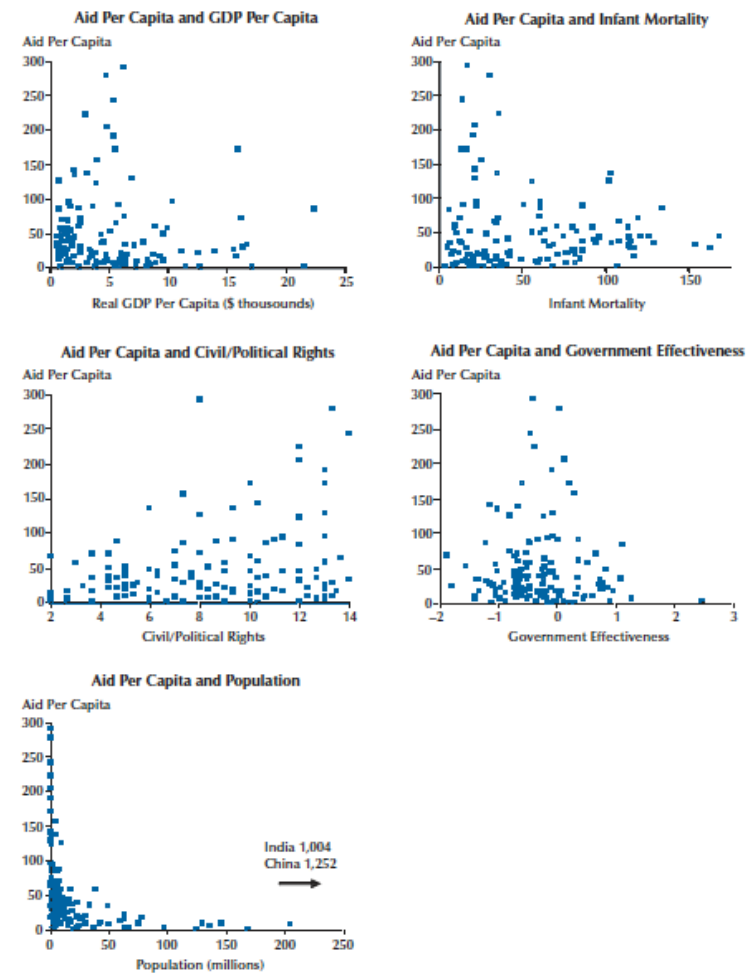 Aid Per Capita and GDP Per Capita
Aid Per Capita
300
250
200
150
100
50
0
0 5 10 15 20 25
Real GDP Per Capita ($ thousounds)
Aid Per Capita and Infant Mortality
Aid Per Capita
300
250
200
150
100
50
0
0 50 100 150
Infant Mortality
Aid Per Capita and Civil/Political Rights
Aid Per Capita
300
250
200
150
100
50
0
2 4 6 8 10 12 14
Civil/Political Rights
Aid Per Capita and Government Effectiveness
Aid Per Capita
300
250
200
150
100
50
0
–2 –1 0 1 2 3
Government Effectiveness
Aid Per Capita and Population
Aid Per Capita
300
250
200
150
100
50
0
India 1,004
China 1,252
0 50 100 150 200 250
Population (millions)